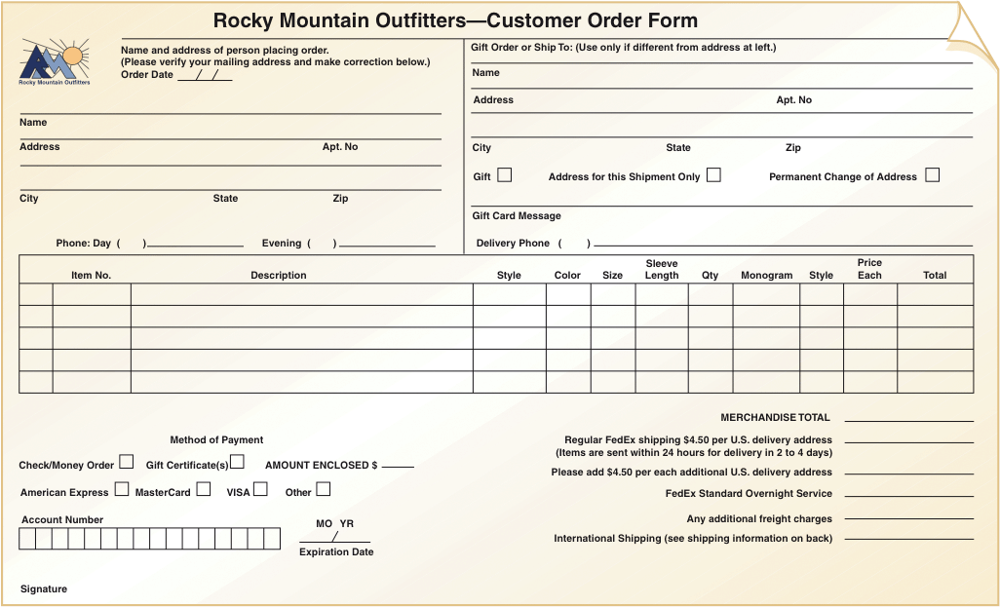 Rocky Mountain Outfitters—Customer Order Form
Rocky Mountain Outfitters
Name and address of person placing order.
(Please verify your mailing address and make correction below.)
Order Date / /
Name
Address Apt. No
City State Zip
Phone: Day ( ) Evening ( )
Gift Order or Ship To: (Use only if different from address at left.)
Name
Address Apt. No
City State Zip
Gift Address for this Shipment Only Permanent Change of Address
Gift Card Message
Delivery Phone ( )
Item No. Description Style Color Size Sleeve Length Qty Monogram Style Price Each Total
MERCHANDISE TOTAL
Regular FedEx shipping $4.50 per U.S. delivery address
(Items are sent within 24 hours for delivery in 2 to 4 days)
Please add $4.50 per each additional U.S. delivery address
FedEx Standard Overnight Service
Any additional freight charges
International Shipping (see shipping information on back)
Method of Payment
Check/Money Order Gift Certificate(s) AMOUNT ENCLOSED $
American Express MasterCard VISA Other
Account Number
MO YR
/
Expiration Date
Signature